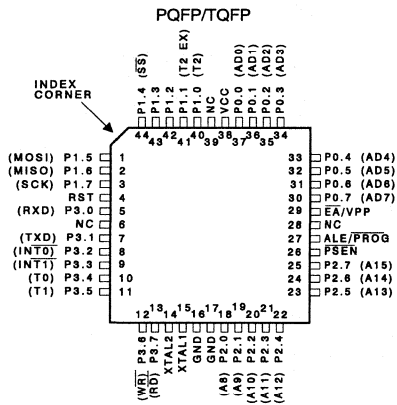 PQFP/TQFP
INDEX
CORNER
(SS) (T2 EX) (T2) (AD0) (AD1) (AD2) (AD3)
P1.4 P1.3 P1.2 P1.1 P1.0 NC VCC P0.0 P0.1 P0.2 P0.3
44 43 42 41 40 39 38 37 36 35 34
(MOSI) P1.5 1 33 P0.4 (AD4)
(MISO) P1.6 2 32 P0.5 (AD5)
(SCK) P1.7 3 31 P0.6 (AD6)
RST 4 30 P0.7 (AD7)
(RXD) P3.0 5 29 EA/VPP
NC 6 28 NC
(TXD) P3.1 7 27 ALE/PROG
(INT0) P3.2 8 26 PSEN
(INT1) P3.3 9 25 P2.7 (A15)
(T0) P3.4 10 24 P2.6 (A14)
(T1) P3.5 11 23 P2.5 (A13)
12 13 14 15 16 17 18 19 20 21 22
P3.6 P3.7 XTAL2 XTAL1 GND GND P2.0 P2.1 P2.2 P2.3 P2.4
(WR) (RD) (A8) (A9) (A10) (A11) (A12)